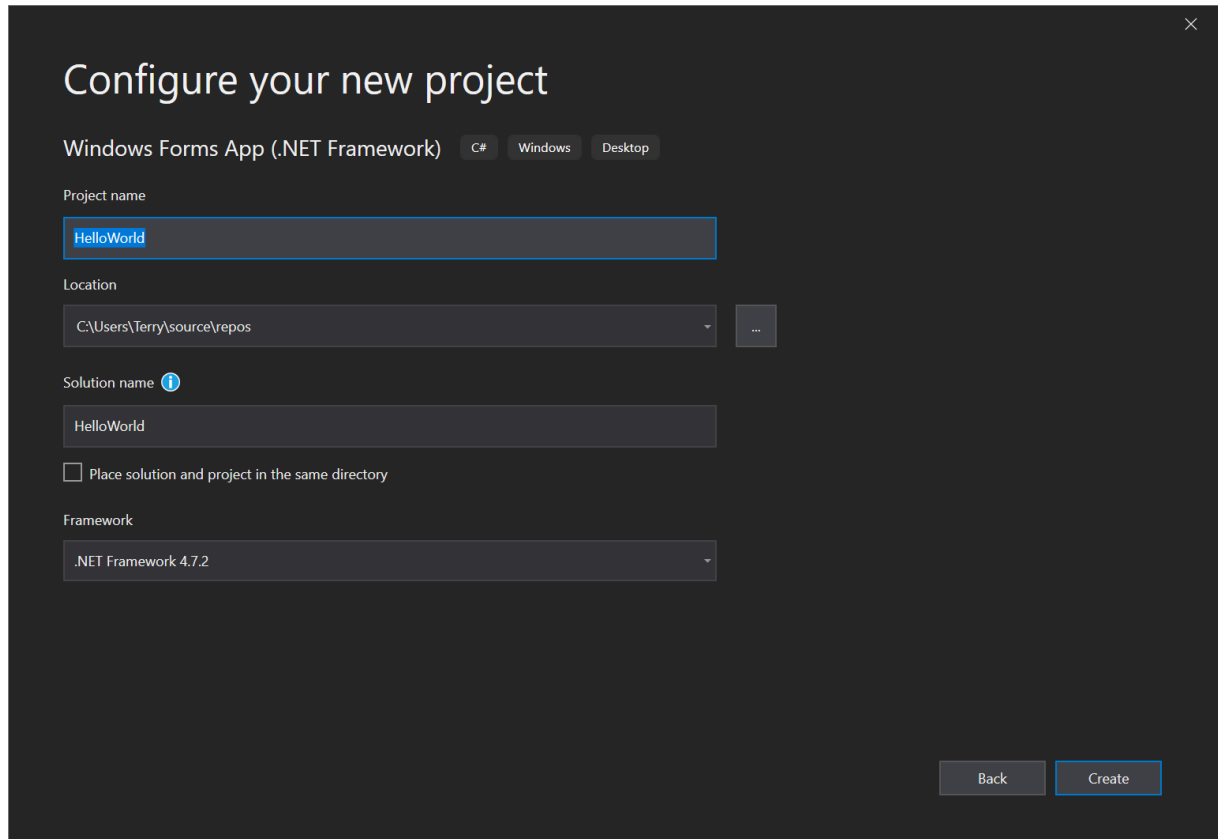 Configure your new project
Windows Forms App (.NET Framework) C# Windows Desktop
Project name
HelloWorld
Location
C:\Users\Terry\source\repos
...
Solution name
HelloWorld
Place solution and project in the same directory
Framework
.NET Framework 4.7.2
Back Create